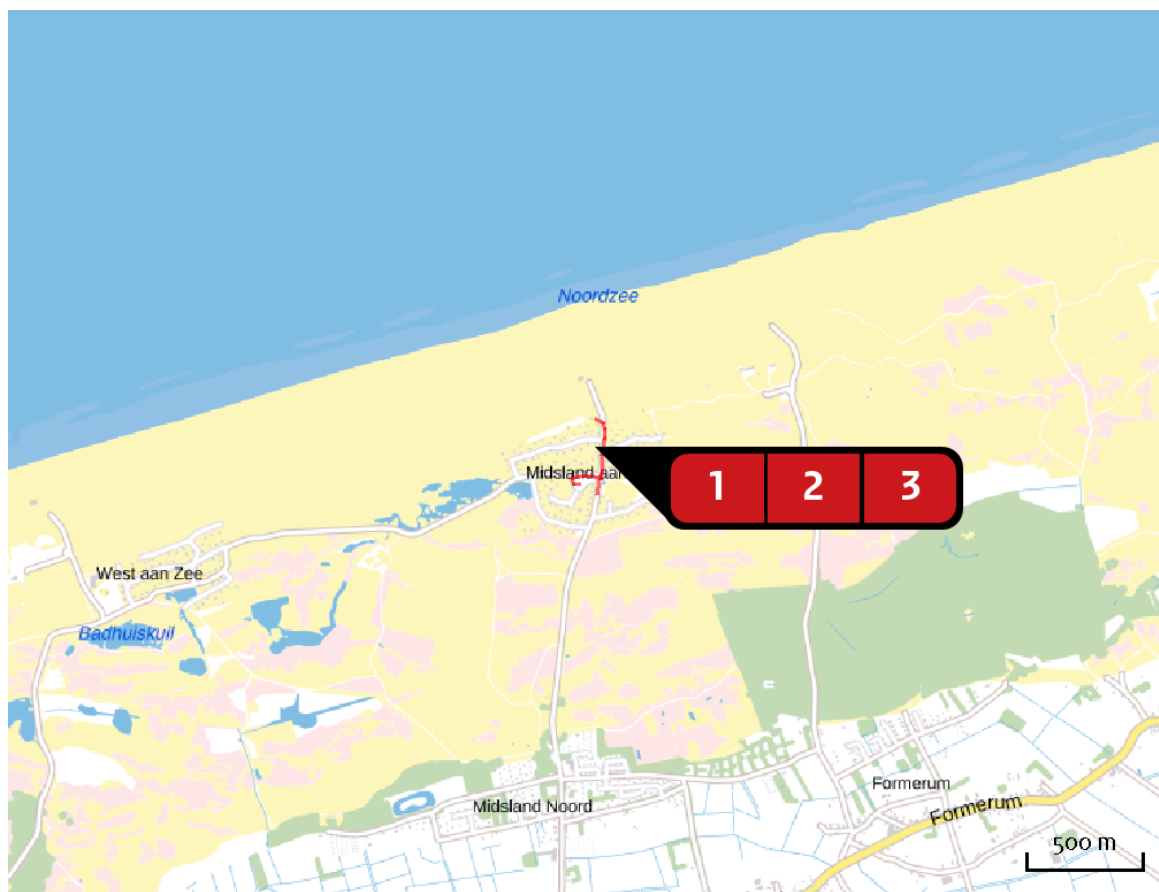 Noordzee
Midsland aan
1 2 3
West aan Zee
Badhuiskuil
Midsland Noord
Formerum
Formerum
500 m